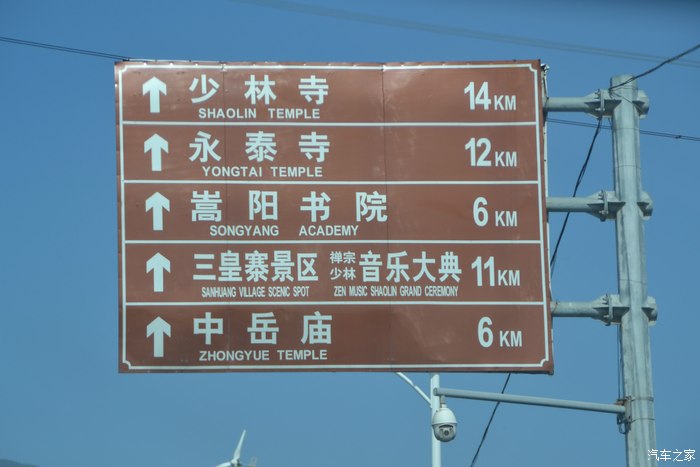 少林寺 14KM
SHAOLIN TEMPLE
永泰寺 12KM
YONGTAI TEMPLE
嵩阳书院 6KM
SONGYANG ACADEMY
三皇寨景区 禅宗少林 音乐大典 11KM
SANHUANG VILLAGE SCENIC SPOT ZEN MUSIC SHAOLIN GRAND CEREMONY
中岳庙 6KM
ZHONGYUE TEMPLE
汽车之家